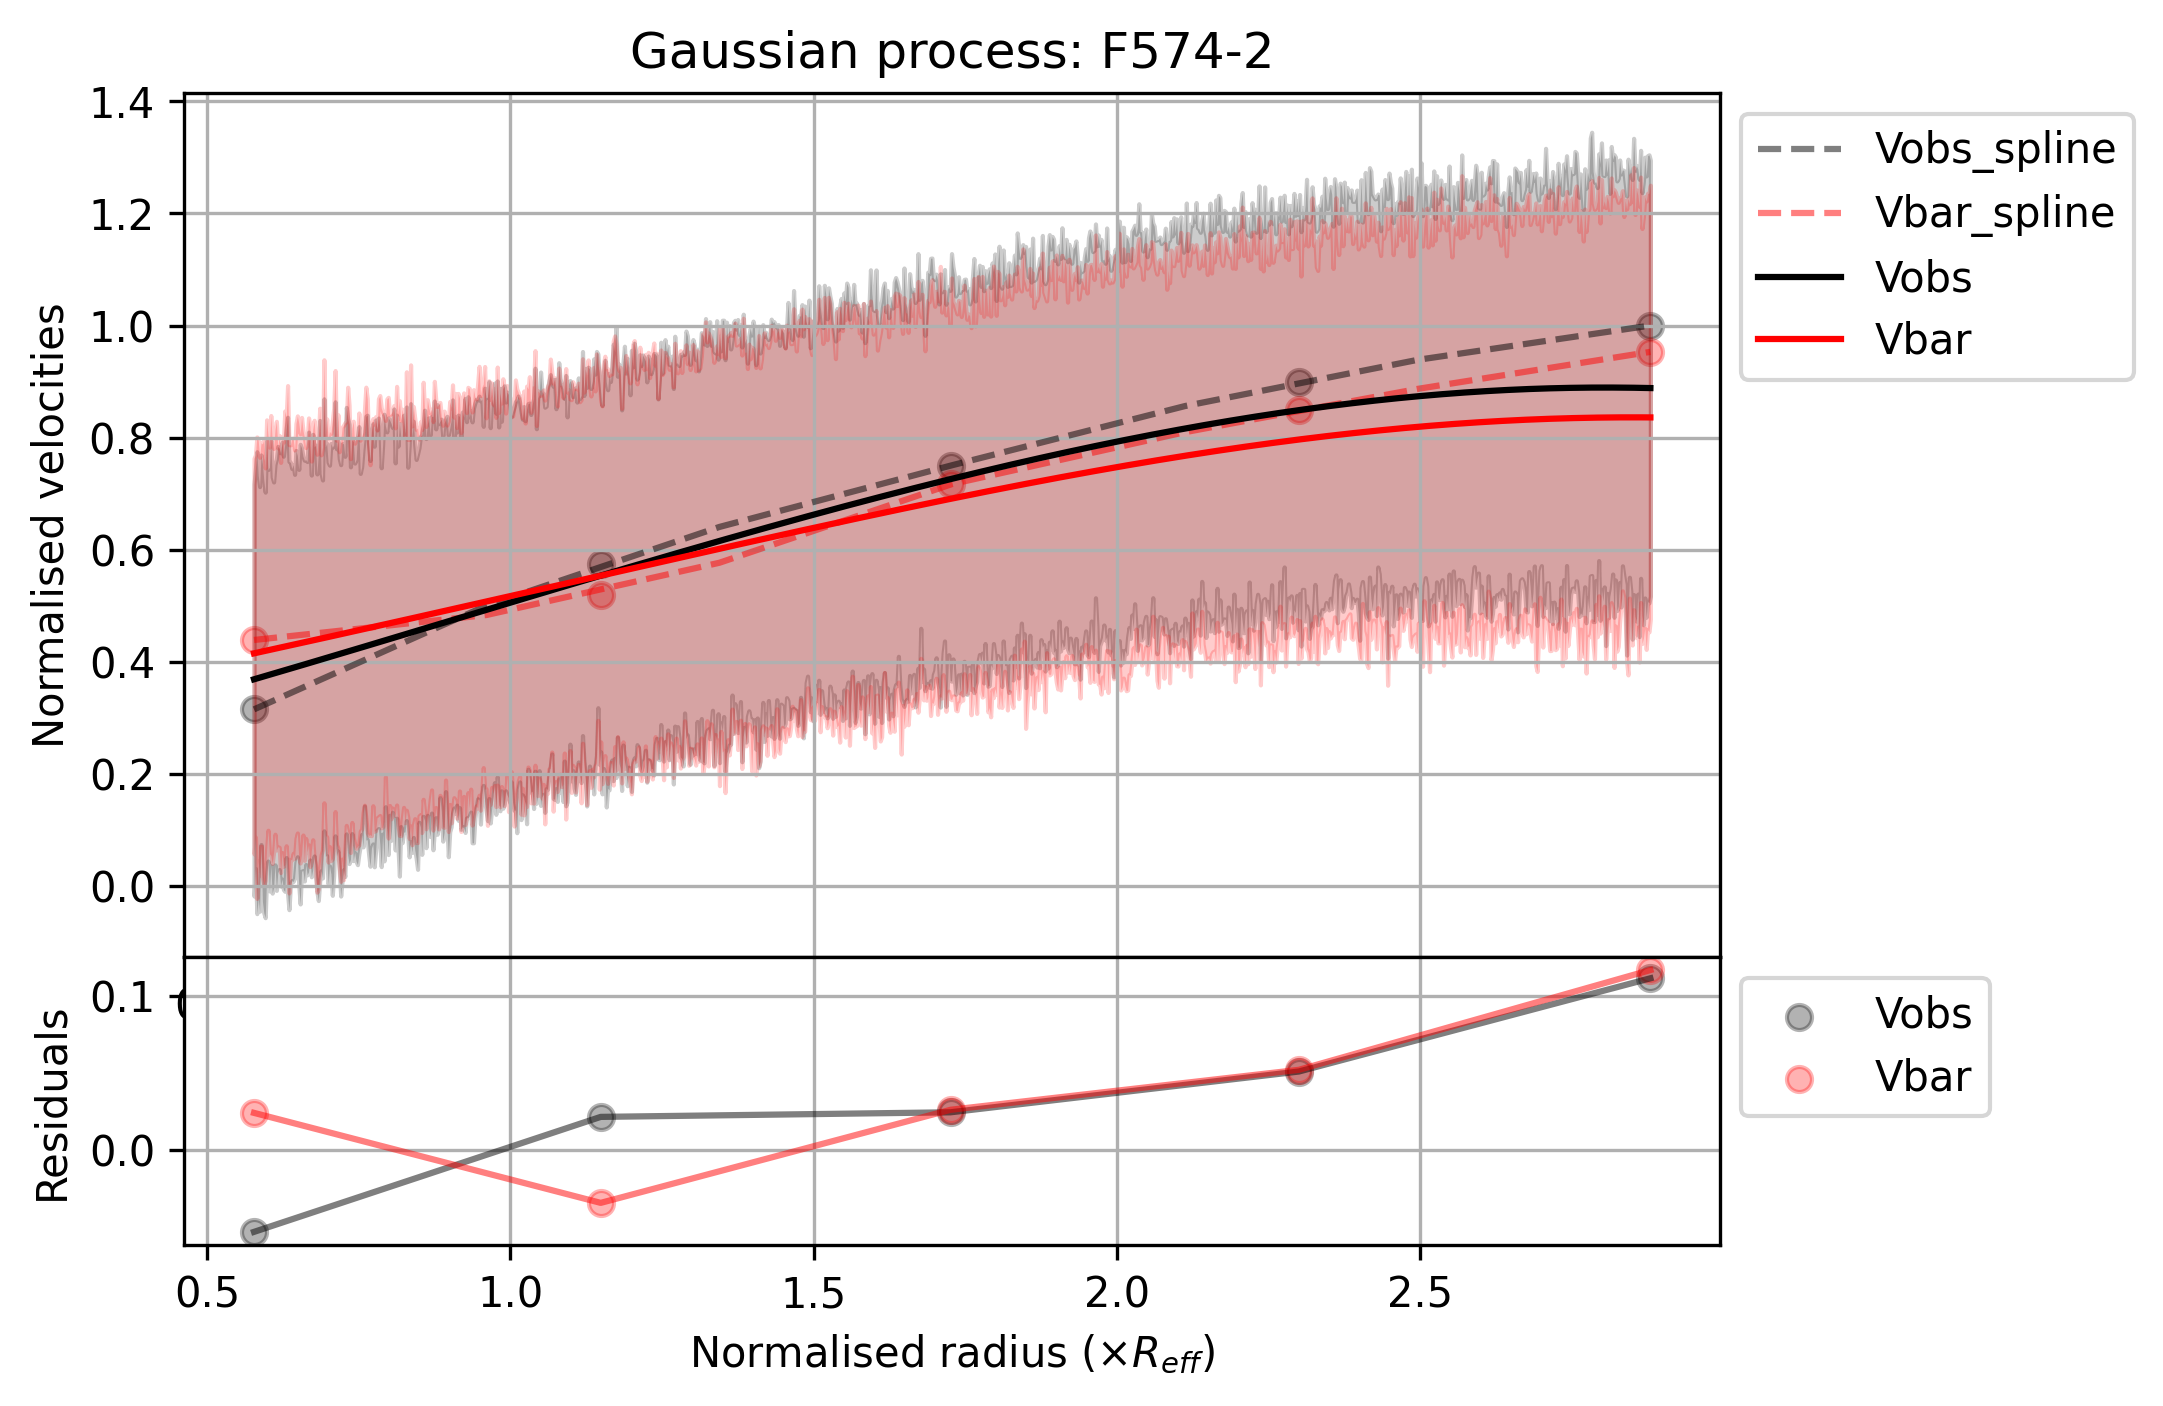 Gaussian process: F574-2
1.4
1.2
1.0
0.8
0.6
0.4
0.2
0.0
Normalised velocities
Vobs_spline
Vbar_spline
Vobs
Vbar
0.1
0.0
Residuals
Vobs
Vbar
0.5 1.0 1.5 2.0 2.5
Normalised radius (×R_eff)